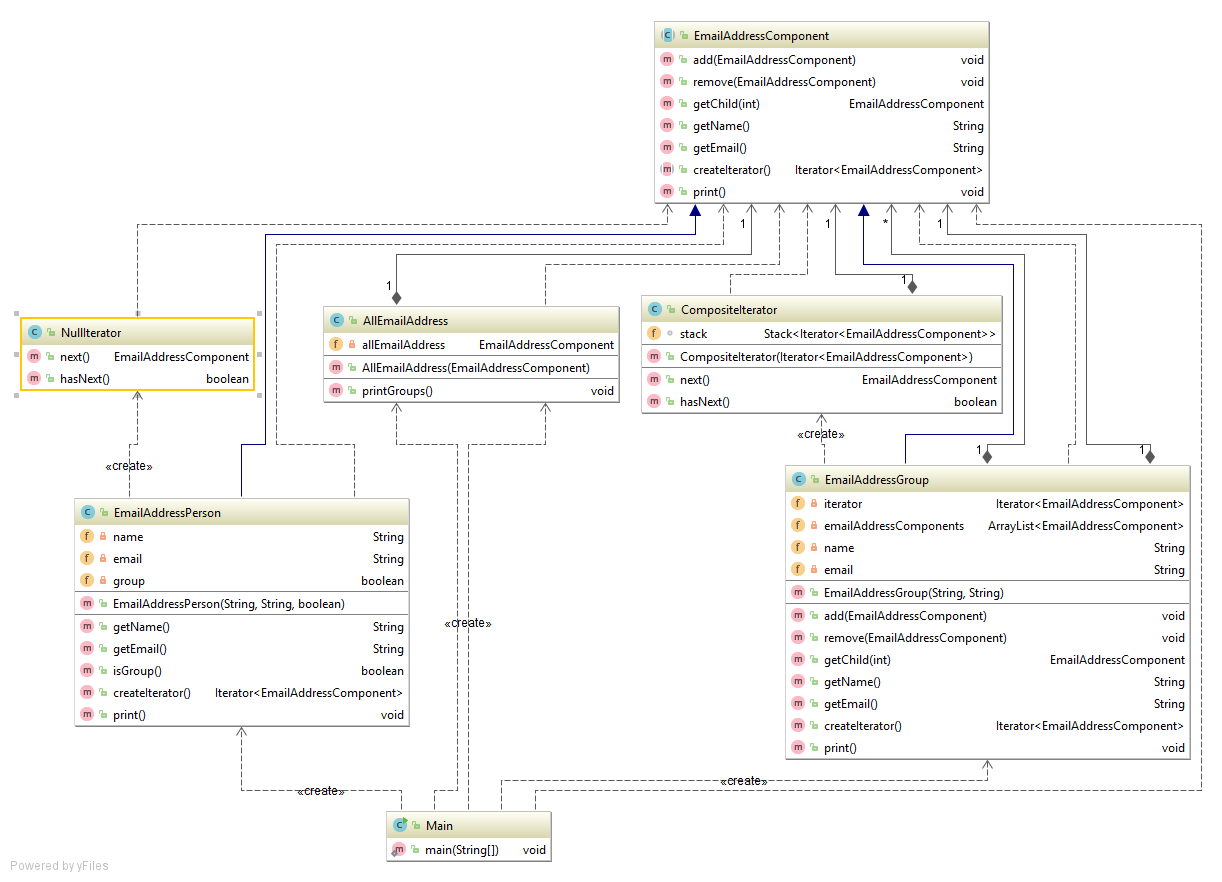 EmailAddressComponent
add(EmailAddressComponent) void
remove(EmailAddressComponent) void
getChild(int) EmailAddressComponent
getName() String
getEmail() String
createIterator() Iterator<EmailAddressComponent>
print() void
1 1 * 1
1
1
NullIterator
next() EmailAddressComponent
hasNext() boolean
AllEmailAddress
allEmailAddress EmailAddressComponent
AllEmailAddress(EmailAddressComponent)
printGroups() void
CompositeIterator
stack Stack<Iterator<EmailAddressComponent>>
CompositeIterator(Iterator<EmailAddressComponent>)
next() EmailAddressComponent
hasNext() boolean
«create»
1 1
«create»
EmailAddressPerson
name String
email String
group boolean
EmailAddressPerson(String, String, boolean)
getName() String
getEmail() String
isGroup() boolean
createIterator() Iterator<EmailAddressComponent>
print() void
«create»
EmailAddressGroup
iterator Iterator<EmailAddressComponent>
emailAddressComponents ArrayList<EmailAddressComponent>
name String
email String
EmailAddressGroup(String, String)
add(EmailAddressComponent) void
remove(EmailAddressComponent) void
getChild(int) EmailAddressComponent
getName() String
getEmail() String
createIterator() Iterator<EmailAddressComponent>
print() void
«create»
«create»
Main
main(String[]) void
Powered by yFiles